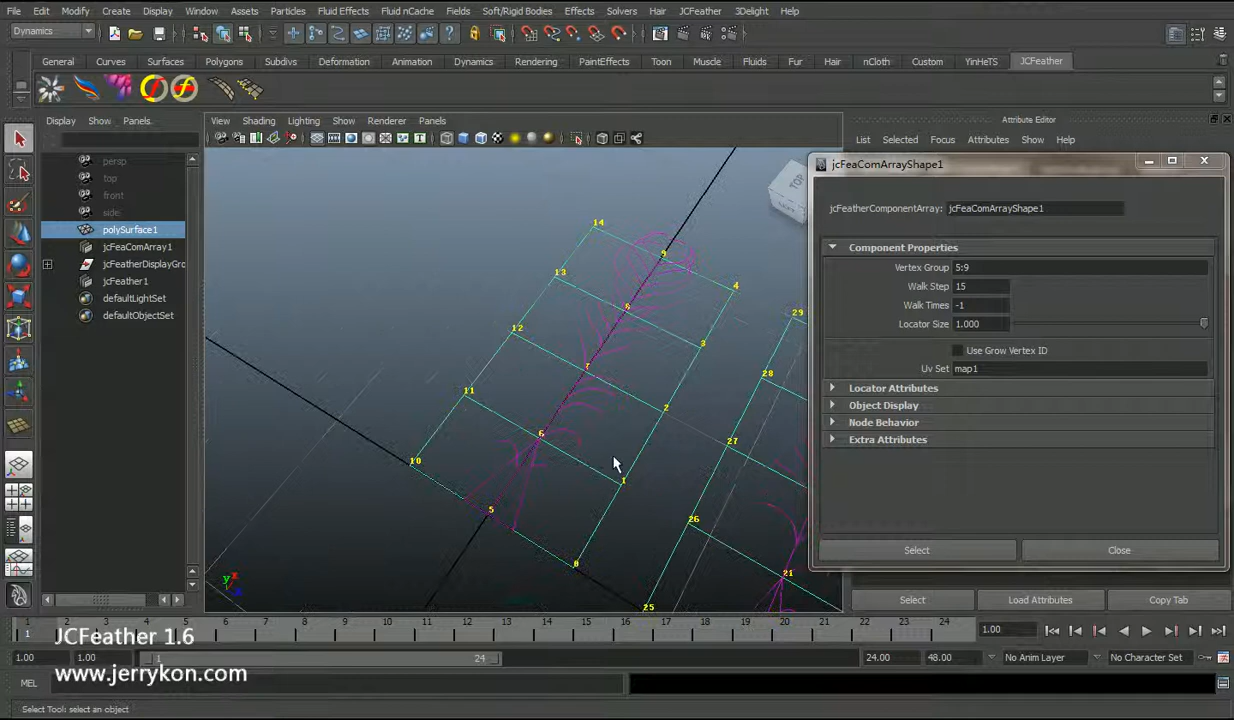 File Edit Modify Create Display Window Assets Particles Fluid Effects Fluid nCache Fields Soft/Rigid Bodies Effects Solvers Hair JCFeather 3Delight Help
Dynamics
General Curves Surfaces Polygons Subdivs Deformation Animation Dynamics Rendering PaintEffects Toon Muscle Fluids Fur Hair nCloth Custom YinHeTS JCFeather
Display Show Panels
View Shading Lighting Show Renderer Panels
Attribute Editor
List Selected Focus Attributes Show Help
persp
top
front
side
polySurface1
jcFeaComArray1
jcFeatherDisplayGro
jcFeather1
defaultLightSet
defaultObjectSet
TOP
14
9
13
4
8
29
12
3
7
28
11
2
6
27
10
1
5
26
0
21
25
y
jcFeaComArrayShape1
jcFeatherComponentArray: jcFeaComArrayShape1
Component Properties
Vertex Group 5:9
Walk Step 15
Walk Times -1
Locator Size 1.000
Use Grow Vertex ID
Uv Set map1
Locator Attributes
Object Display
Node Behavior
Extra Attributes
Select Close
Select Load Attributes Copy Tab
1 2 3 4 5 6 7 8 9 10 11 12 13 14 15 16 17 18 19 20 21 22 23 24
1
1.00
JCFeather 1.6
1.00 1.00 1 24 24.00 48.00 No Anim Layer No Character Set
www.jerrykon.com
MEL
Select Tool: select an object